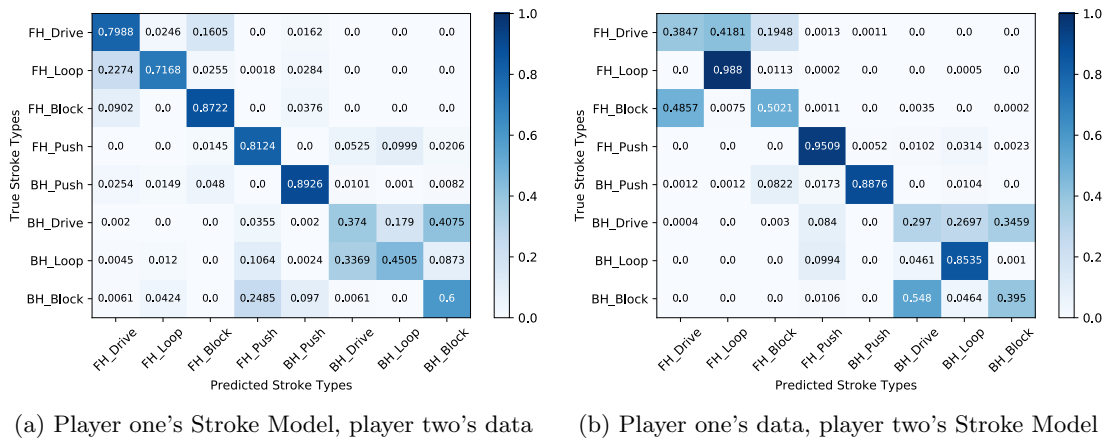 FH_Drive 0.7988 0.0246 0.1605 0.0 0.0162 0.0 0.0 0.0
FH_Loop 0.2274 0.7168 0.0255 0.0018 0.0284 0.0 0.0 0.0
FH_Block 0.0902 0.0 0.8722 0.0 0.0376 0.0 0.0 0.0
FH_Push 0.0 0.0 0.0145 0.8124 0.0 0.0525 0.0999 0.0206
BH_Push 0.0254 0.0149 0.048 0.0 0.8926 0.0101 0.001 0.0082
BH_Drive 0.002 0.0 0.0 0.0355 0.002 0.374 0.179 0.4075
BH_Loop 0.0045 0.012 0.0 0.1064 0.0024 0.3369 0.4505 0.0873
BH_Block 0.0061 0.0424 0.0 0.2485 0.097 0.0061 0.0 0.6
FH_Drive FH_Loop FH_Block FH_Push BH_Push BH_Drive BH_Loop BH_Block
Predicted Stroke Types
True Stroke Types
1.0
0.8
0.6
0.4
0.2
0.0
(a) Player one's Stroke Model, player two's data
FH_Drive 0.3847 0.4181 0.1948 0.0013 0.0011 0.0 0.0 0.0
FH_Loop 0.0 0.988 0.0113 0.0002 0.0 0.0 0.0005 0.0
FH_Block 0.4857 0.0075 0.5021 0.0011 0.0 0.0035 0.0 0.0002
FH_Push 0.0 0.0 0.0 0.9509 0.0052 0.0102 0.0314 0.0023
BH_Push 0.0012 0.0012 0.0822 0.0173 0.8876 0.0 0.0104 0.0
BH_Drive 0.0004 0.0 0.003 0.084 0.0 0.297 0.2697 0.3459
BH_Loop 0.0 0.0 0.0 0.0994 0.0 0.0461 0.8535 0.001
BH_Block 0.0 0.0 0.0 0.0106 0.0 0.548 0.0464 0.395
FH_Drive FH_Loop FH_Block FH_Push BH_Push BH_Drive BH_Loop BH_Block
Predicted Stroke Types
True Stroke Types
1.0
0.8
0.6
0.4
0.2
0.0
(b) Player one's data, player two's Stroke Model